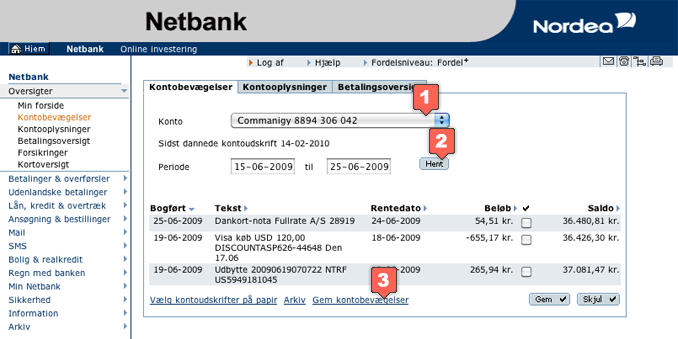 Netbank
Nordea
Hjem Netbank Online investering
Log af Hjælp Fordelsniveau: Fordel+
Netbank
Oversigter
Min forside
Kontobevægelser
Kontooplysninger
Betalingsoversigt
Forsikringer
Kortoversigt
Betalinger & overførsler
Udenlandske betalinger
Lån, kredit & overtræk
Ansøgning & bestillinger
Mail
SMS
Bolig & realkredit
Regn med banken
Min Netbank
Sikkerhed
Information
Arkiv
Kontobevægelser Kontooplysninger
1
Konto Commanigy 8894 306 042
Sidst dannede kontoudskrift 14-02-2010
2
Periode 15-06-2009 til 25-06-2009 Hent
Bogført Tekst Rentedato Beløb Saldo
25-06-2009 Dankort-nota Fullrate A/S 28919 24-06-2009 54,51 kr. 36.480,81 kr.
19-06-2009 Visa køb USD 120,00 18-06-2009 -655,17 kr. 36.426,30 kr.
DISCOUNTASP626-44648 Den
17.06
19-06-2009 Udbytte 20090619070722 NTRF 265,94 kr. 37.081,47 kr.
US5949181045
3
Vælg kontoudskrifter på papir Arkiv Gem kontobevægelser Gem Skjul